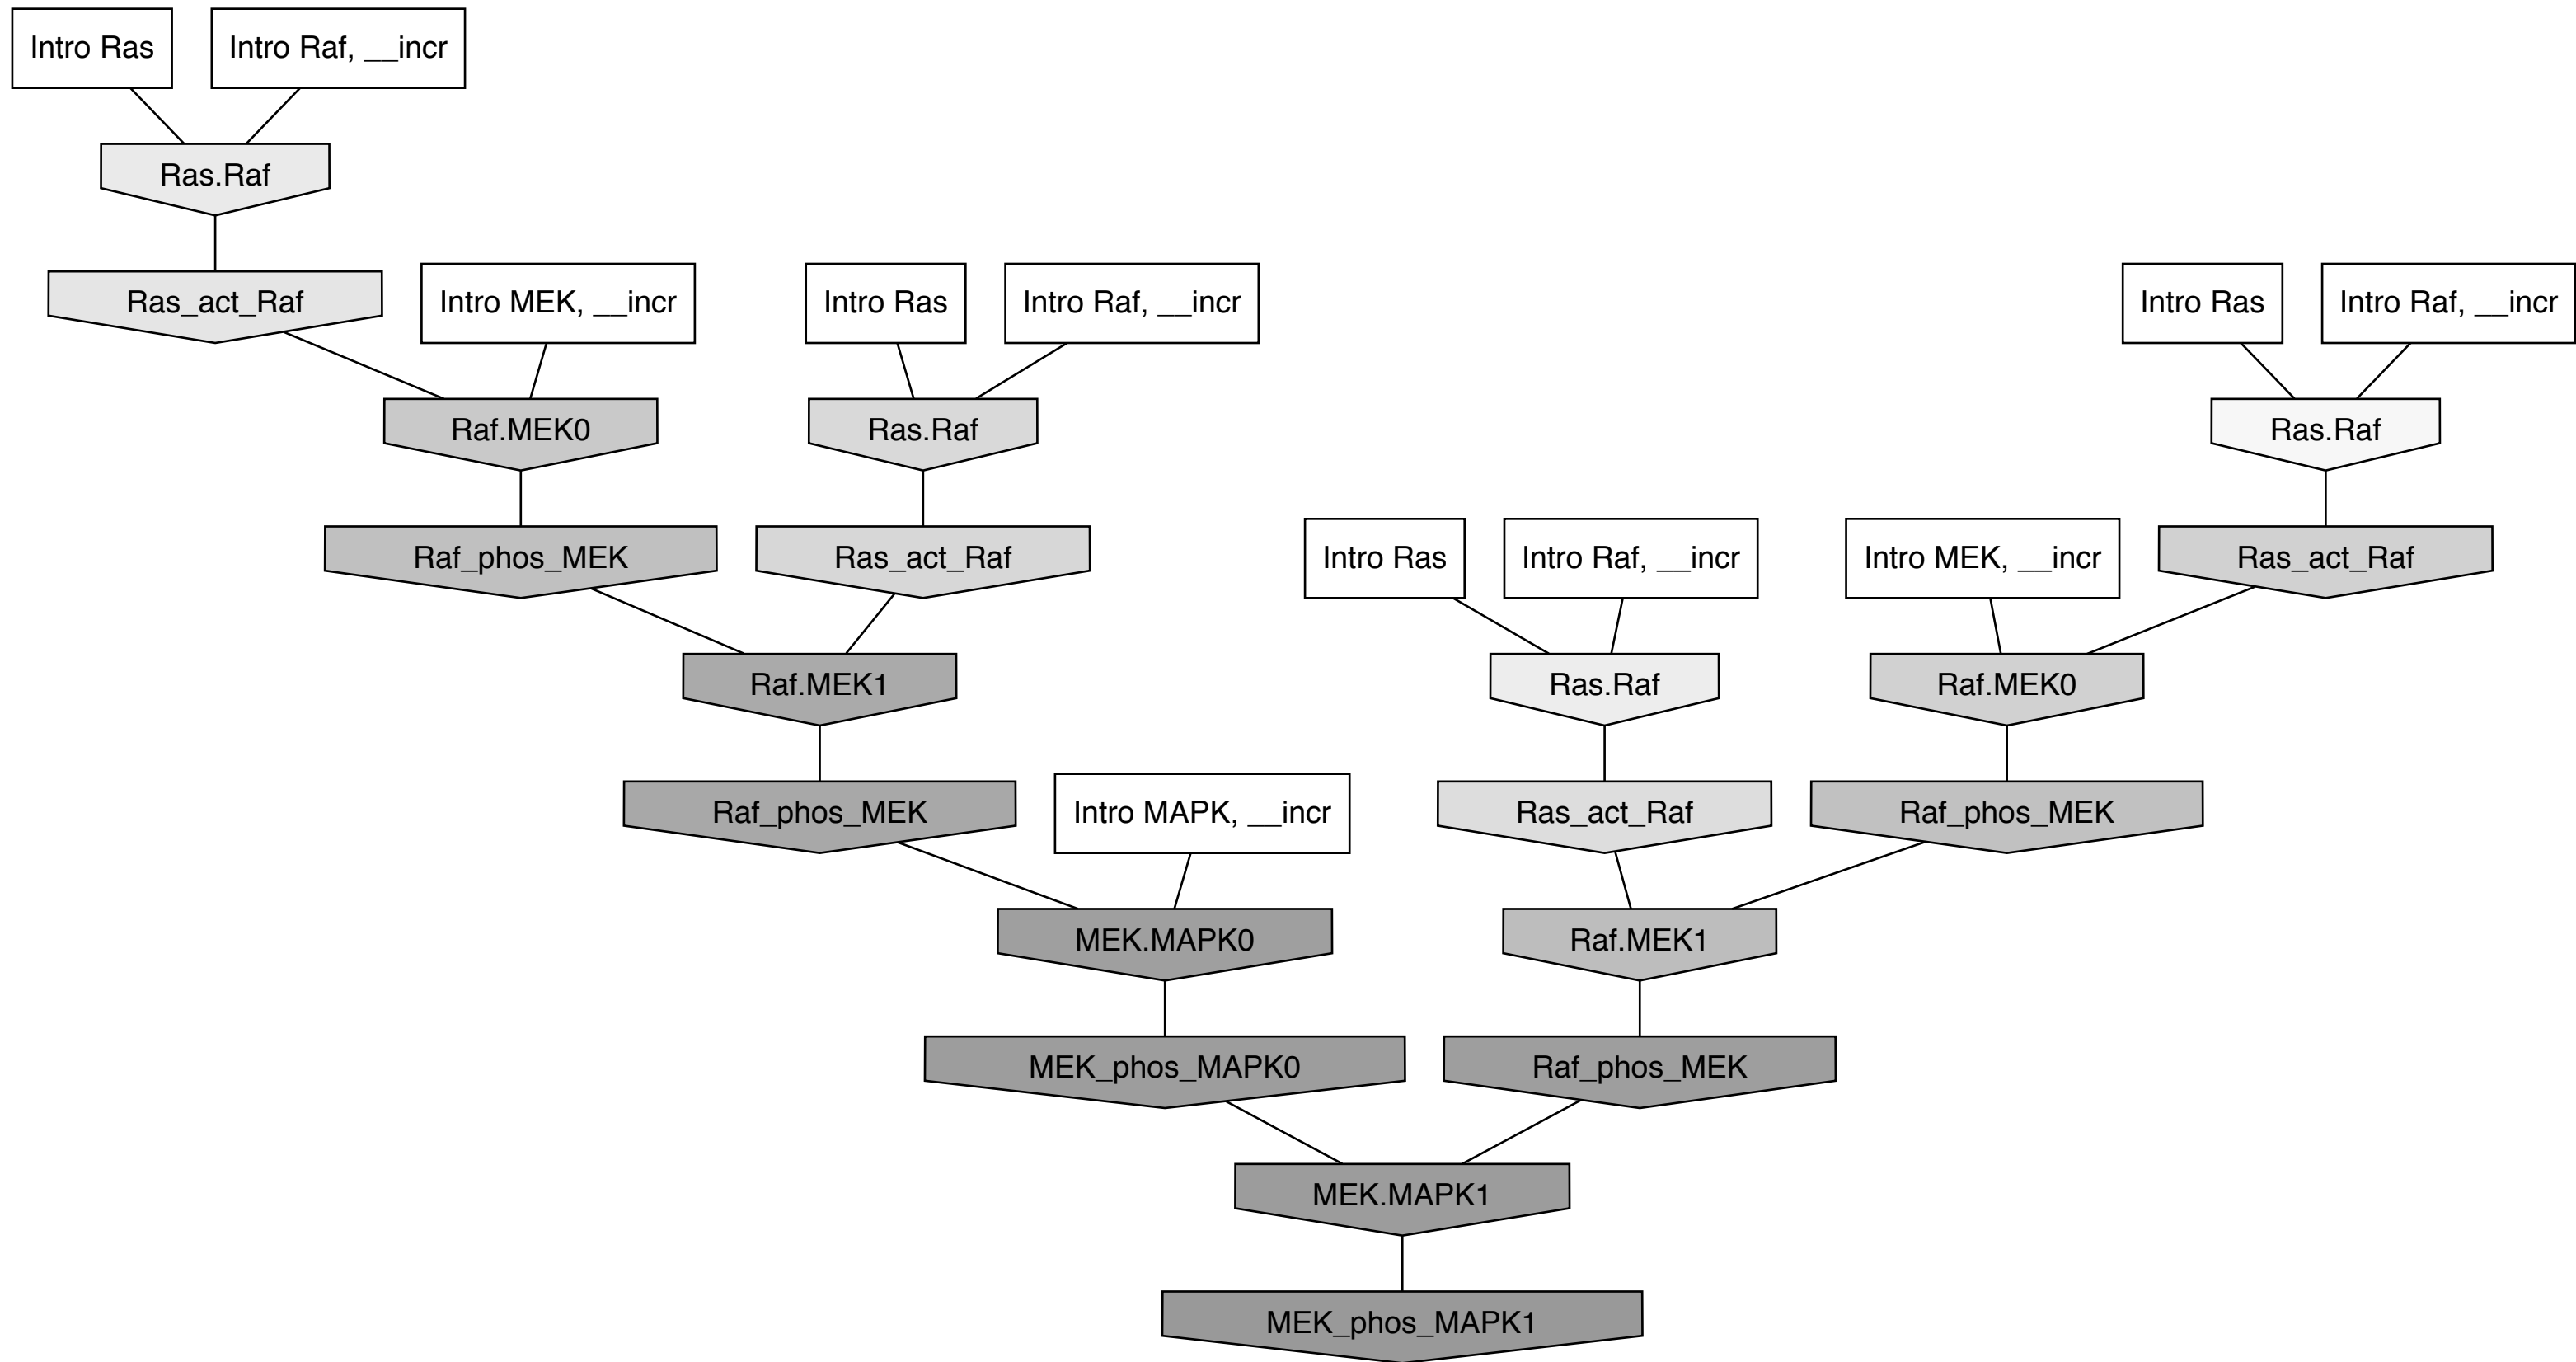 Intro Ras
Intro Raf, __incr
Ras.Raf
Ras_act_Raf
Intro MEK, __incr
Intro Ras
Intro Raf, __incr
Intro Ras
Intro Raf, __incr
Raf.MEK0
Ras.Raf
Ras.Raf
Raf_phos_MEK
Ras_act_Raf
Intro Ras
Intro Raf, __incr
Intro MEK, __incr
Ras_act_Raf
Raf.MEK1
Ras.Raf
Raf.MEK0
Raf_phos_MEK
Intro MAPK, __incr
Ras_act_Raf
Raf_phos_MEK
MEK.MAPK0
Raf.MEK1
MEK_phos_MAPK0
Raf_phos_MEK
MEK.MAPK1
MEK_phos_MAPK1